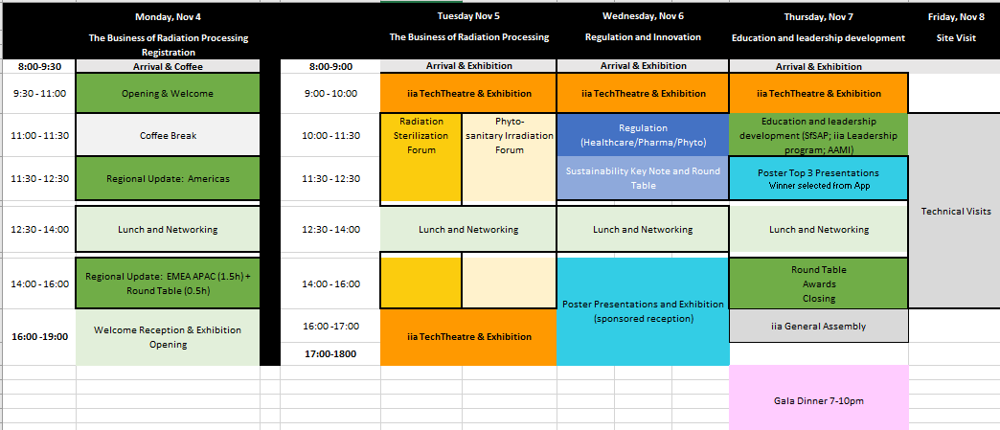 Monday, Nov 4
The Business of Radiation Processing
Registration
Tuesday Nov 5
The Business of Radiation Processing
Wednesday, Nov 6
Regulation and Innovation
Thursday, Nov 7
Education and leadership development
Friday, Nov 8
Site Visit
8:00-9:30
Arrival & Coffee
8:00-9:00
Arrival & Exhibition
Arrival & Exhibition
Arrival & Exhibition
9:30 - 11:00
Opening & Welcome
9:00 - 10:00
iia TechTheatre & Exhibition
iia TechTheatre & Exhibition
iia TechTheatre & Exhibition
11:00 - 11:30
Coffee Break
10:00 - 11:30
Radiation
Sterilization
Forum
Phyto-
sanitary Irradiation
Forum
Regulation
(Healthcare/Pharma/Phyto)
Education and leadership
development (SfSAP; iia Leadership
program; AAMI)
11:30 - 12:30
Regional Update: Americas
11:30 - 12:30
Sustainability Key Note and Round
Table
Poster Top 3 Presentations
Winner selected from App
Technical Visits
12:30 - 14:00
Lunch and Networking
12:30 - 14:00
Lunch and Networking
Lunch and Networking
Lunch and Networking
14:00 - 16:00
Regional Update: EMEA APAC (1.5h) +
Round Table (0.5h)
14:00 - 16:00
Poster Presentations and Exhibition
(sponsored reception)
Round Table
Awards
Closing
16:00 -19:00
Welcome Reception & Exhibition
Opening
16:00 -17:00
iia TechTheatre & Exhibition
iia General Assembly
17:00-1800
Gala Dinner 7-10pm